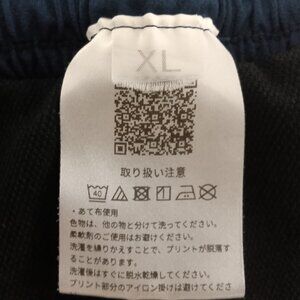 XL
取り扱い注意
40
・あて布使用
色物は、他の物と分けて洗ってください。
柔軟剤のご使用はお避けください。
洗濯を繰りかえすことで、プリントが脱落す
ることがあります。
洗濯後はすぐに脱水乾燥してください。
プリント部分のアイロン掛けは避けてください